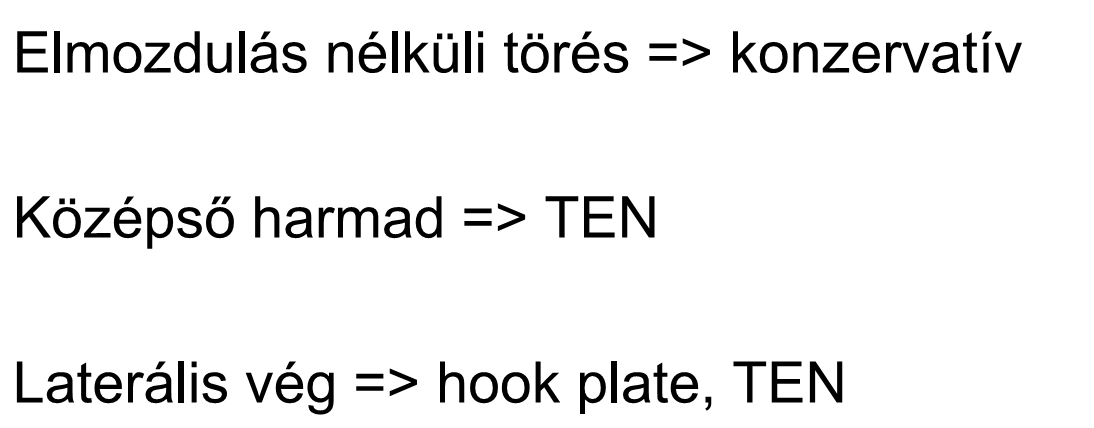 Elmozdulás nélküli törés => konzervatív
Középső harmad => TEN
Laterális vég => hook plate, TEN